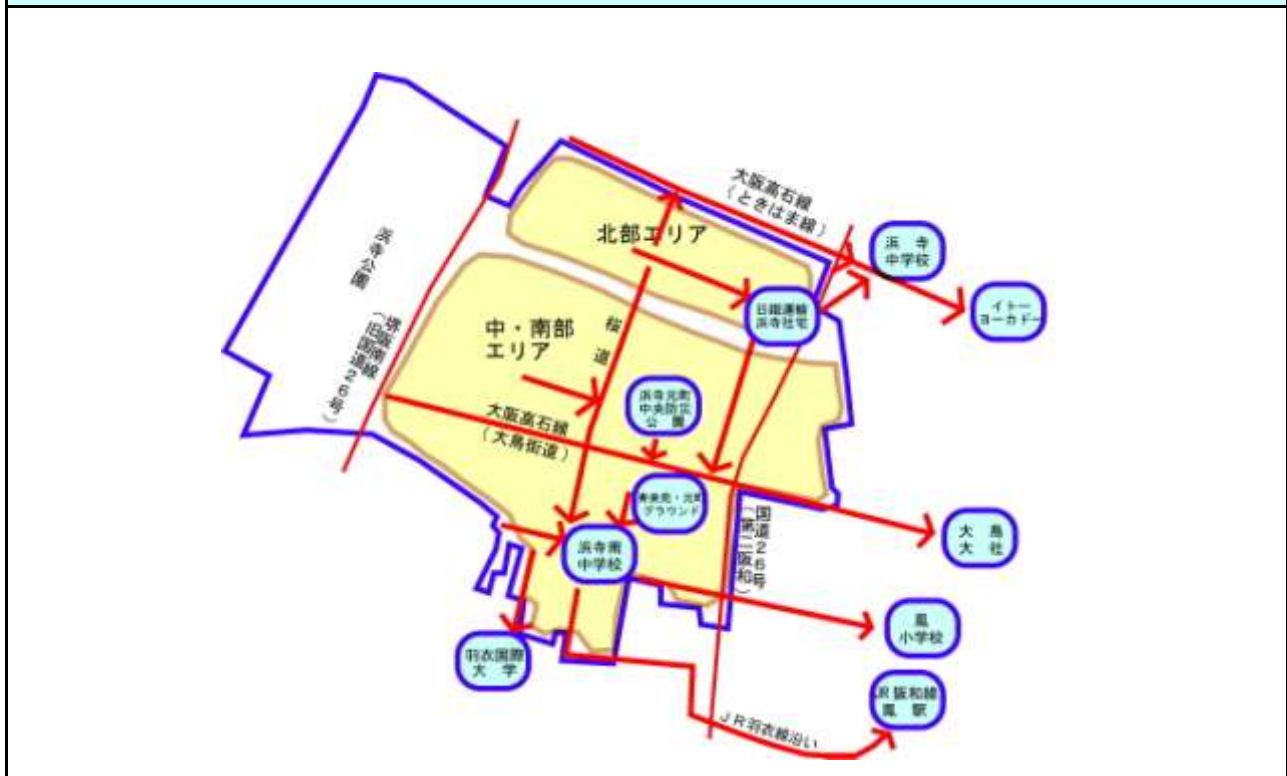 大阪高石線
(ときはま線)
北部エリア
浜寺公園
浜 寺
中学校
イトー
ヨーカドー
日鐵運輸
浜寺社宅
堺阪南線
(旧国道26号)
中・南部
エリア
桜道
浜寺元町
中央防災
公 園
大阪高石線
(大鳥街道)
・元町
グラウンド
国道26号
(第二阪和)
大 鳥
大 社
浜寺南
中学校
鳳
小学校
羽衣国際
大 学
JR阪和線
鳳 駅
JR羽衣線沿い